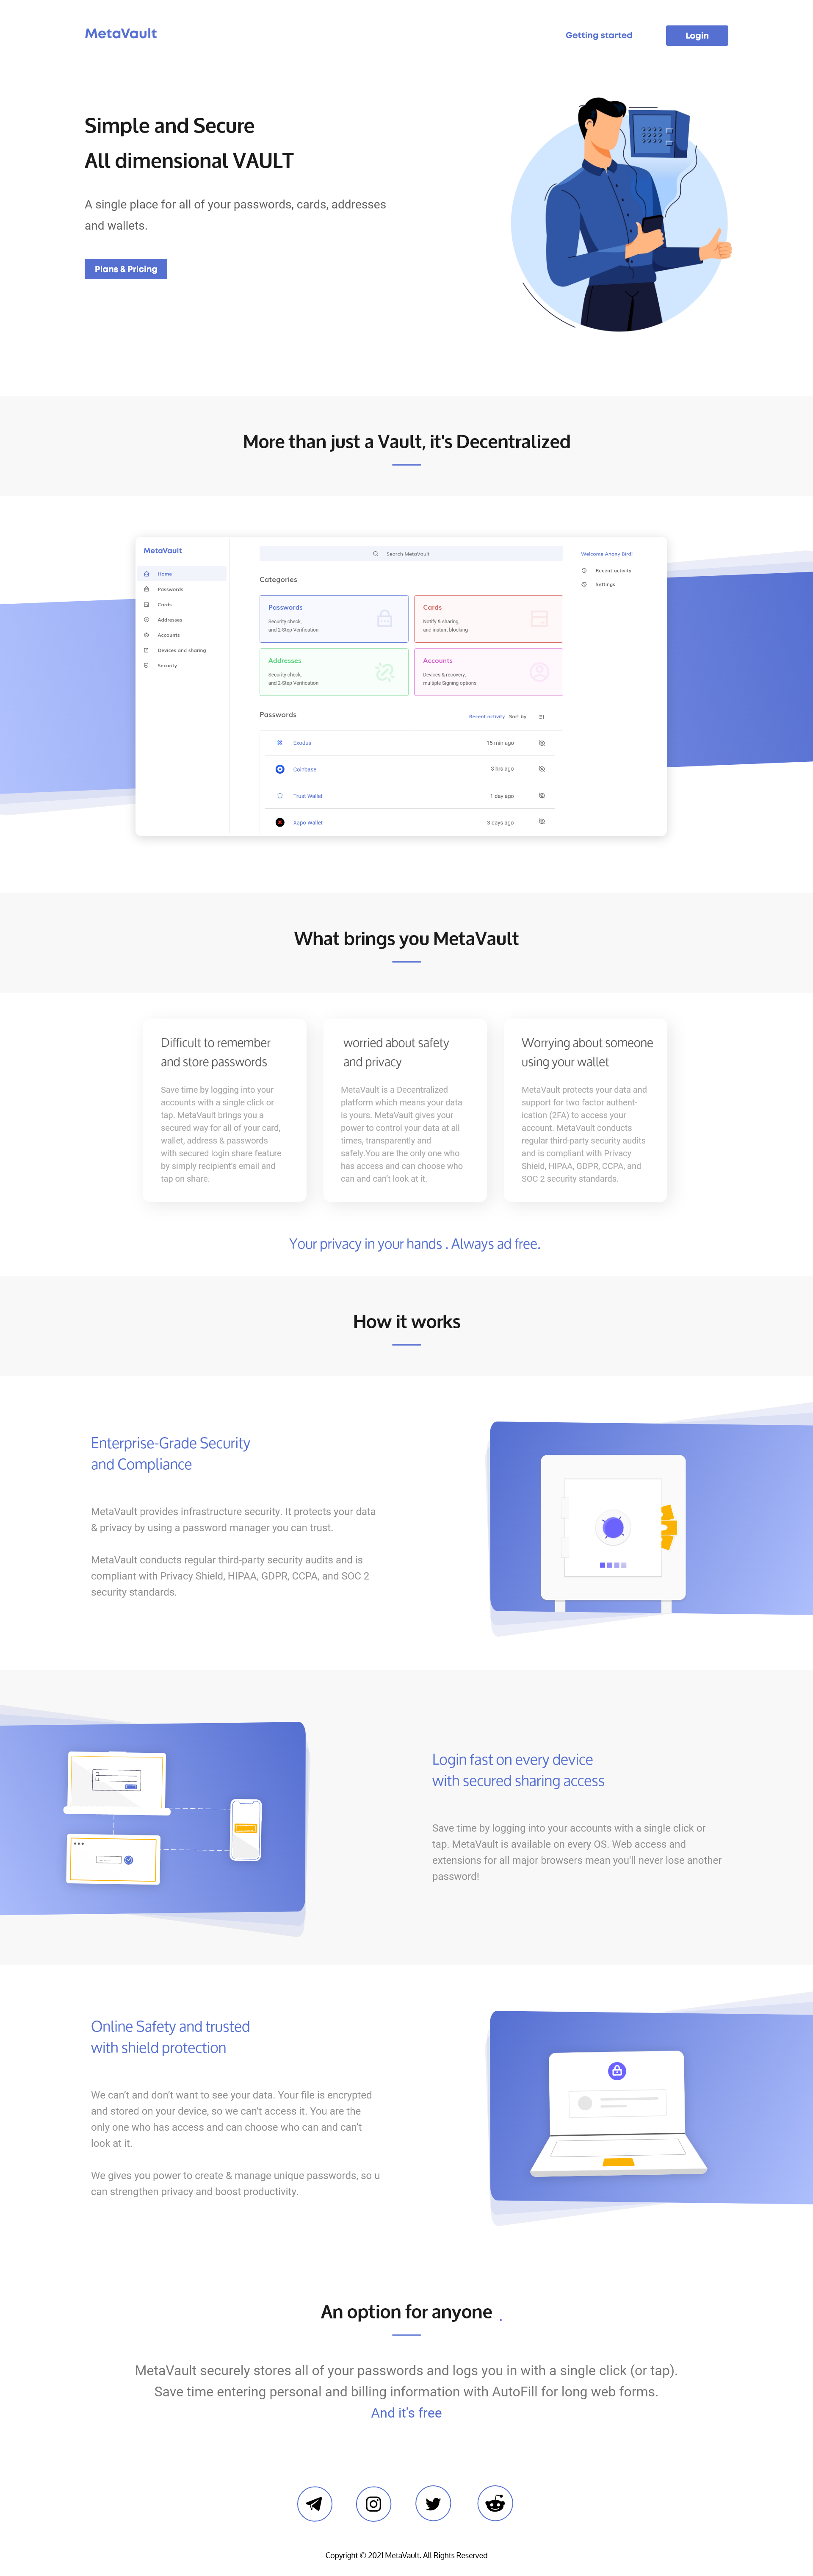 MetaVault
Getting started
Login
Simple and Secure
All dimensional VAULT
A single place for all of your passwords, cards, addresses
and wallets.
Plans & Pricing
More than just a Vault, it's Decentralized
MetaVault
Home
Passwords
Cards
Addresses
Accounts
Devices and sharing
Security
Search MetaVault
Categories
Passwords
Security check,
and 2-Step Verification
Cards
Notify & sharing,
and instant blocking
Addresses
Security check,
and 2-Step Verification
Accounts
Devices & recovery,
multiple Signing options
Passwords
Recent activity . Sort by
Exodus
15 min ago
Coinbase
3 hrs ago
Trust Wallet
1 day ago
Xapo Wallet
3 days ago
Welcome Anony Bird!
Recent activity
Settings
What brings you MetaVault
Difficult to remember
and store passwords
Save time by logging into your
accounts with a single click or
tap. MetaVault brings you a
secured way for all of your card,
wallet, address & passwords
with secured login share feature
by simply recipient's email and
tap on share.
worried about safety
and privacy
MetaVault is a Decentralized
platform which means your data
is yours. MetaVault gives your
power to control your data at all
times, transparently and
safely.You are the only one who
has access and can choose who
can and can't look at it.
Worrying about someone
using your wallet
MetaVault protects your data and
support for two factor authent-
ication (2FA) to access your
account. MetaVault conducts
regular third-party security audits
and is compliant with Privacy
Shield, HIPAA, GDPR, CCPA, and
SOC 2 security standards.
Your privacy in your hands . Always ad free.
How it works
Enterprise-Grade Security
and Compliance
MetaVault provides infrastructure security. It protects your data
& privacy by using a password manager you can trust.
MetaVault conducts regular third-party security audits and is
compliant with Privacy Shield, HIPAA, GDPR, CCPA, and SOC 2
security standards.
Login fast on every device
with secured sharing access
Save time by logging into your accounts with a single click or
tap. MetaVault is available on every OS. Web access and
extensions for all major browsers mean you'll never lose another
password!
Online Safety and trusted
with shield protection
We can't and don't want to see your data. Your file is encrypted
and stored on your device, so we can't access it. You are the
only one who has access and can choose who can and can't
look at it.
We gives you power to create & manage unique passwords, so u
can strengthen privacy and boost productivity.
An option for anyone .
MetaVault securely stores all of your passwords and logs you in with a single click (or tap).
Save time entering personal and billing information with AutoFill for long web forms.
And it's free
Copyright © 2021 MetaVault. All Rights Reserved